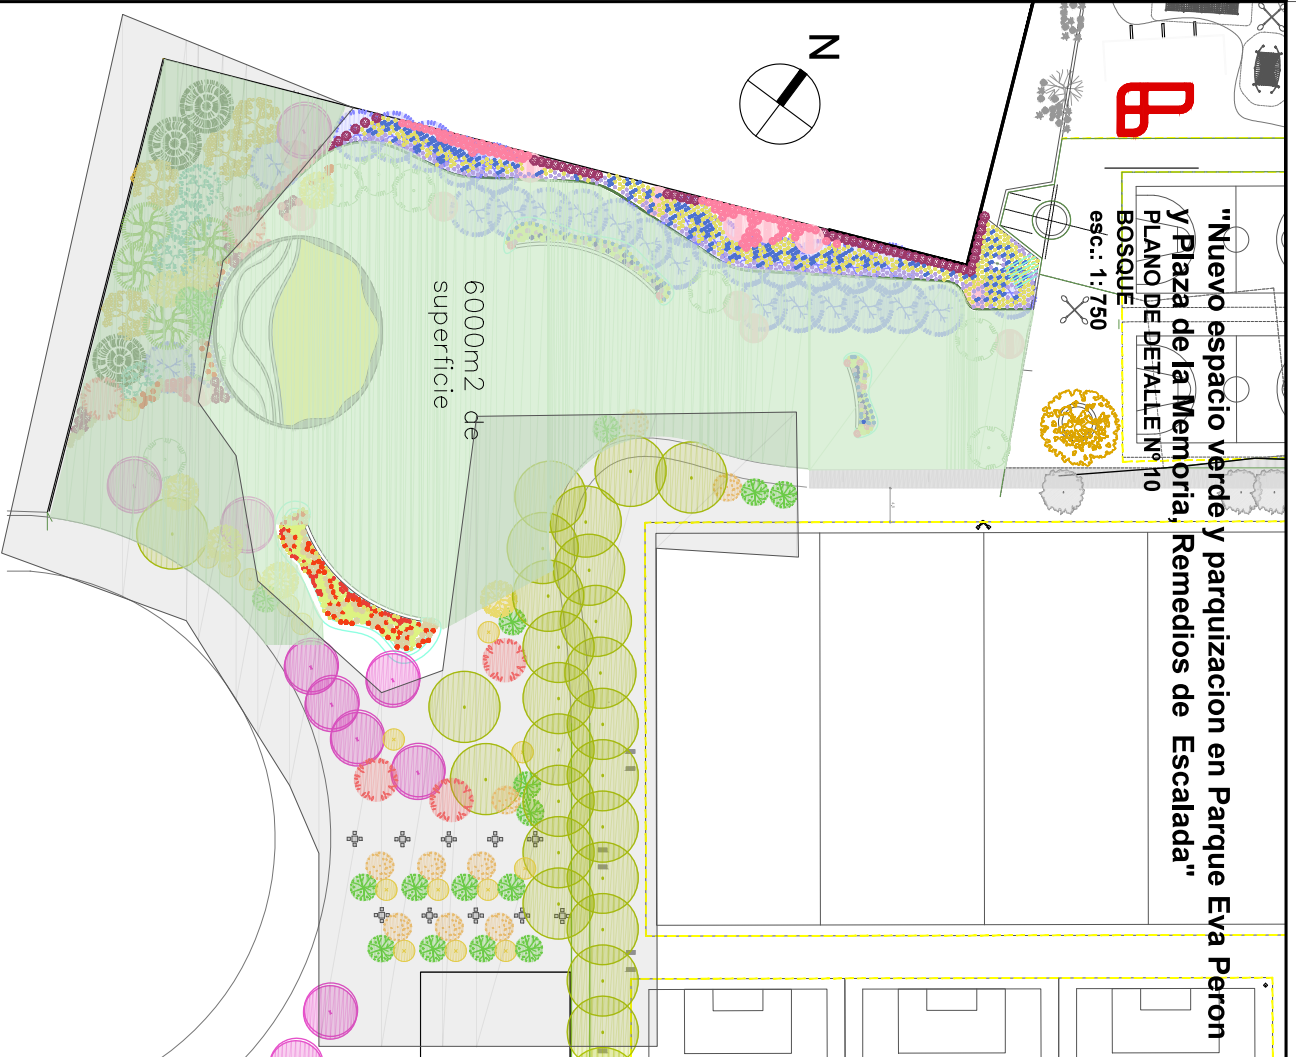 "Nuevo espacio verde y parquizacion en Parque Eva Peron
y Plaza de la Memoria, Remedios de Escalada"
PLANO DE DETALLE Nº 10
BOSQUE
esc.: 1: 750
N
6000m2 de
superficie